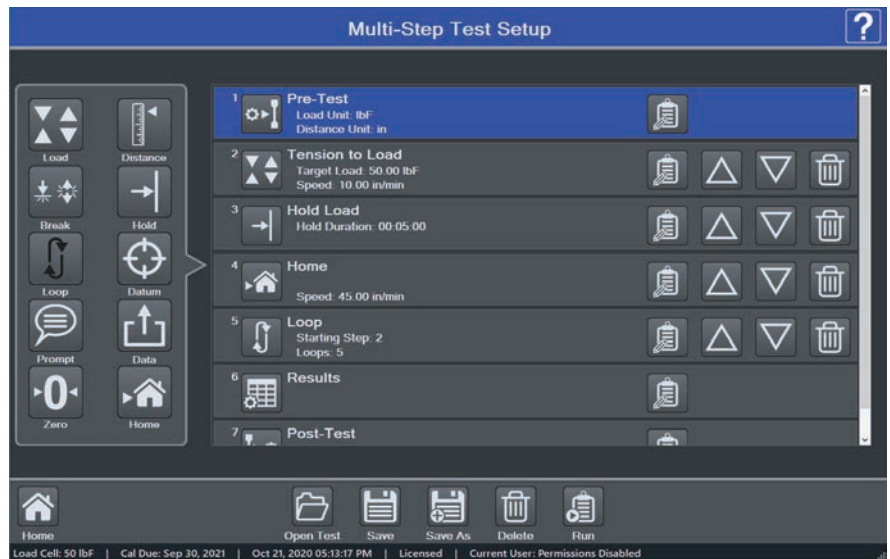 Multi-Step Test Setup
?
Load
Distance
Break
Hold
Loop
Datum
Prompt
Data
0
Zero
Home
1
Pre-Test
Load Unit: lbF
Distance Unit: in
2
Tension to Load
Target Load: 50.00 lbF
Speed: 10.00 in/min
3
Hold Load
Hold Duration: 00:05:00
4
Home
Speed: 45.00 in/min
5
Loop
Starting Step: 2
Loops: 5
6
Results
7
Post-Test
Home
Open Test
Save
Save As
Delete
Run
Load Cell: 50 lbF | Cal Due: Sep 30, 2021 | Oct 21, 2020 05:13:17 PM | Licensed | Current User: Permissions Disabled